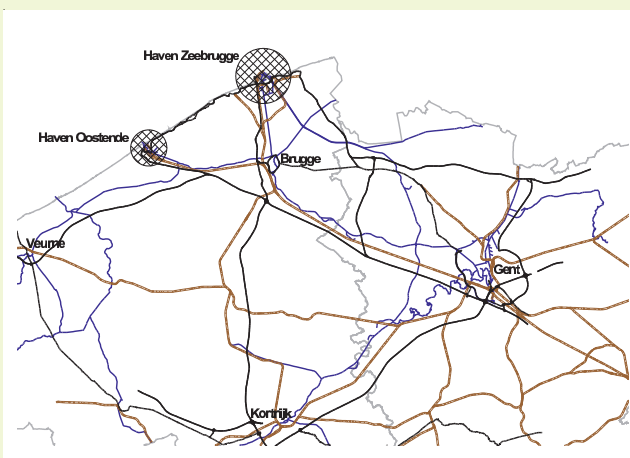 Haven Zeebrugge
Haven Oostende
Brugge
Veurne
Gent
Kortrijk